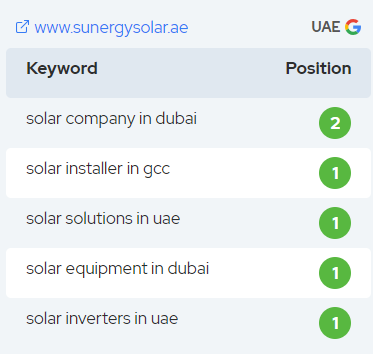 www.sunergysolar.ae UAE
Keyword Position
solar company in dubai 2
solar installer in gcc 1
solar solutions in uae 1
solar equipment in dubai 1
solar inverters in uae 1